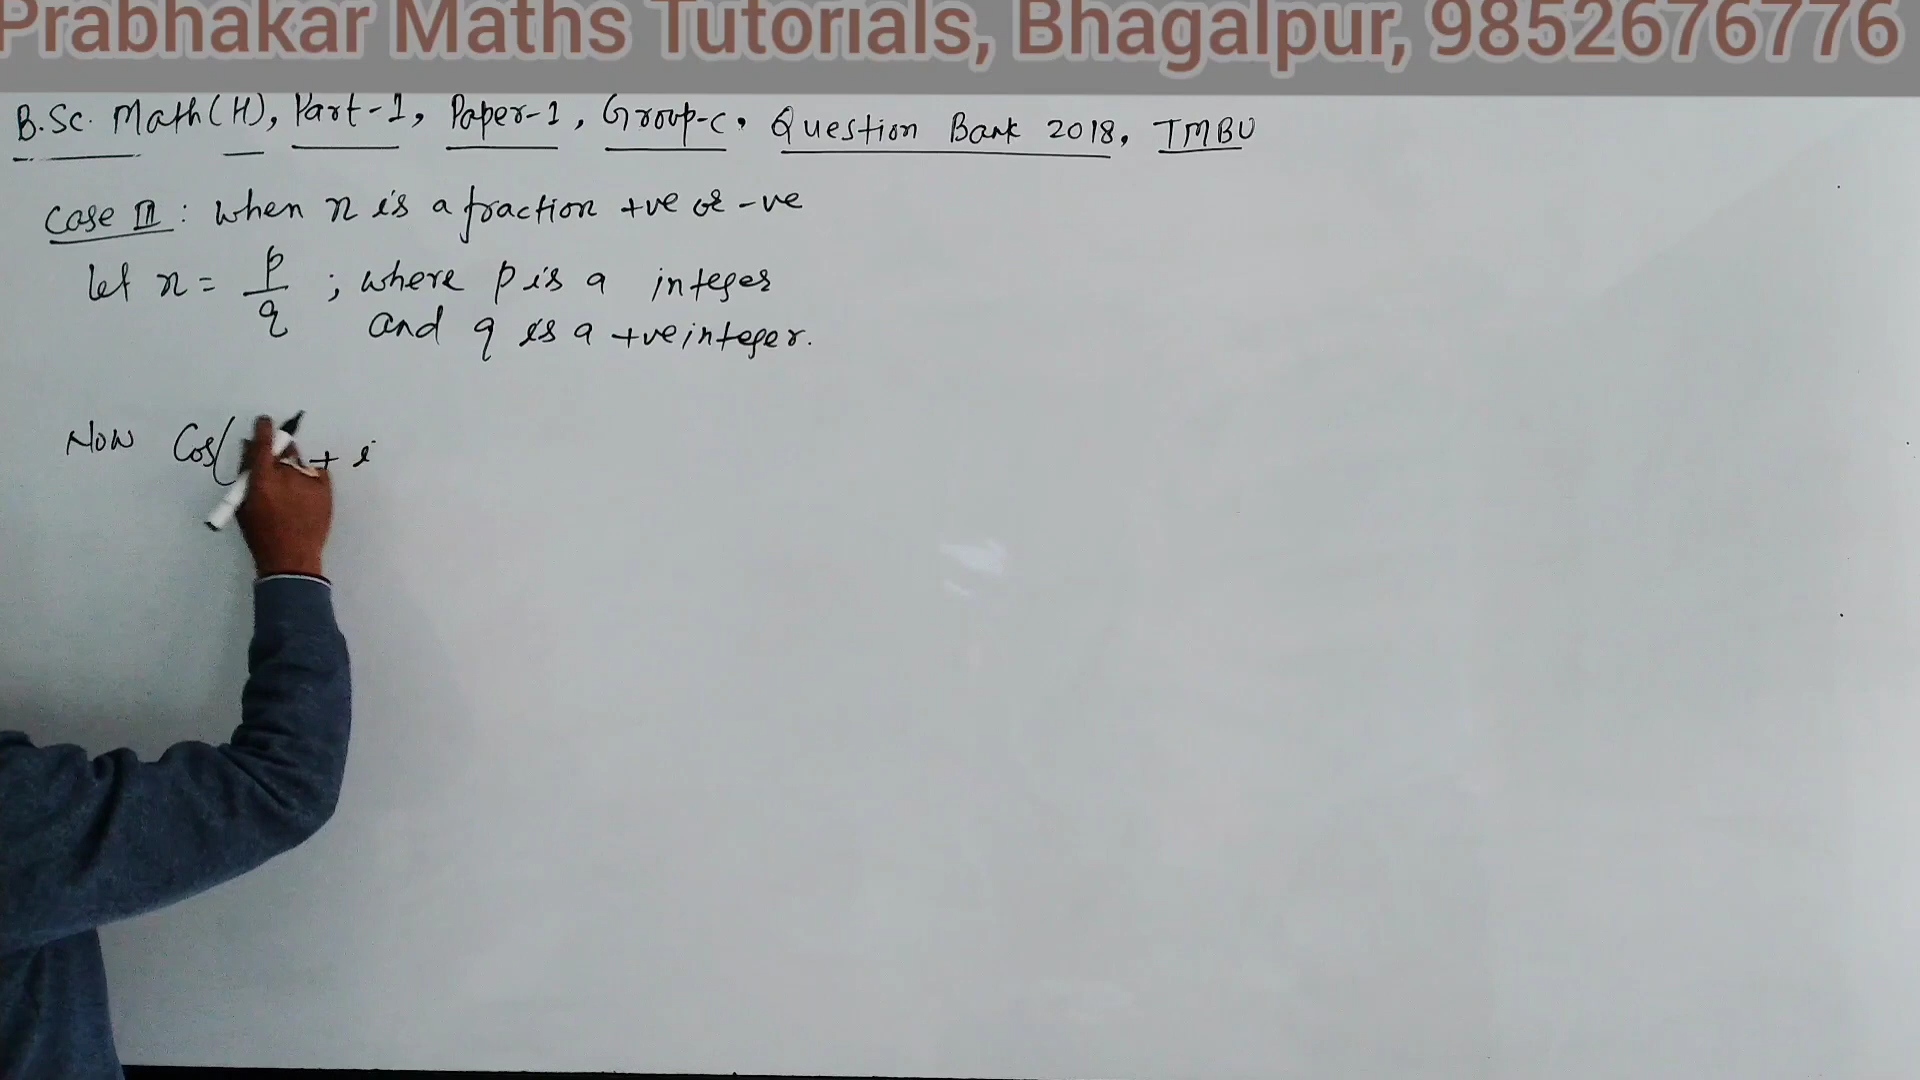 Prabhakar Maths Tutorials, Bhagalpur, 9852676776
B.Sc. Math(H), Part-1, Paper-1, Group-C, Question Bank 2018, TMBU
Case III: when n is a fraction +ve or -ve
let n = p/q ; where p is a integer
and q is a +ve integer.
Now Cos( + i